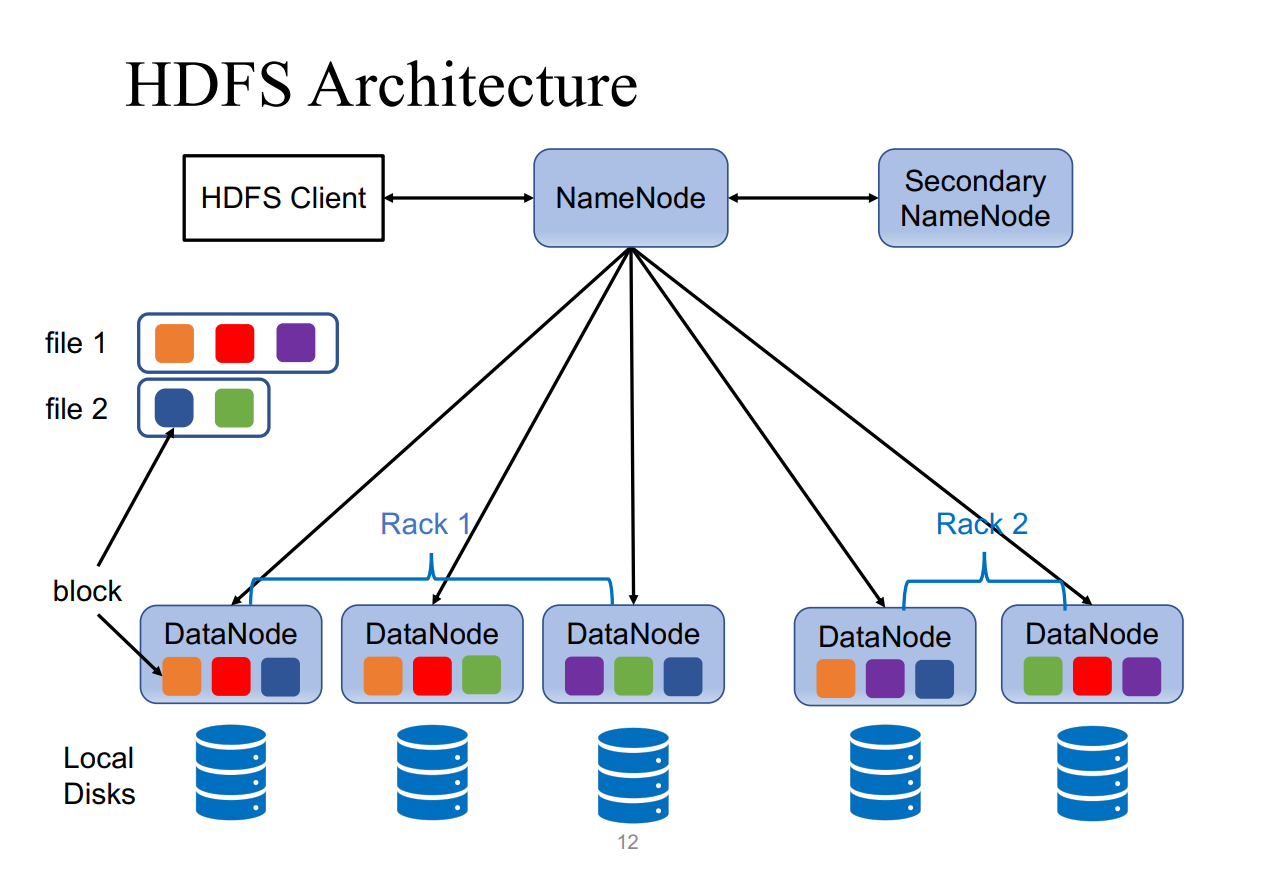 HDFS Architecture
HDFS Client
NameNode
Secondary
NameNode
file 1
file 2
Rack 1
Rack 2
block
DataNode
DataNode
DataNode
DataNode
DataNode
Local
Disks
12